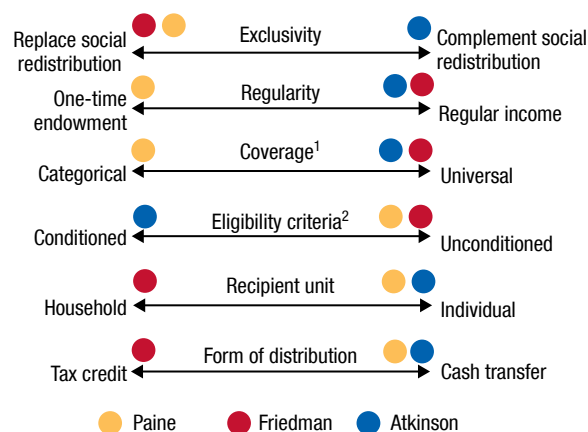 Replace social
redistribution
Exclusivity
Complement social
redistribution
One-time
endowment
Regularity
Regular income
Categorical
Coverage1
Universal
Conditioned
Eligibility criteria2
Unconditioned
Household
Recipient unit
Individual
Tax credit
Form of distribution
Cash transfer
Paine Friedman Atkinson